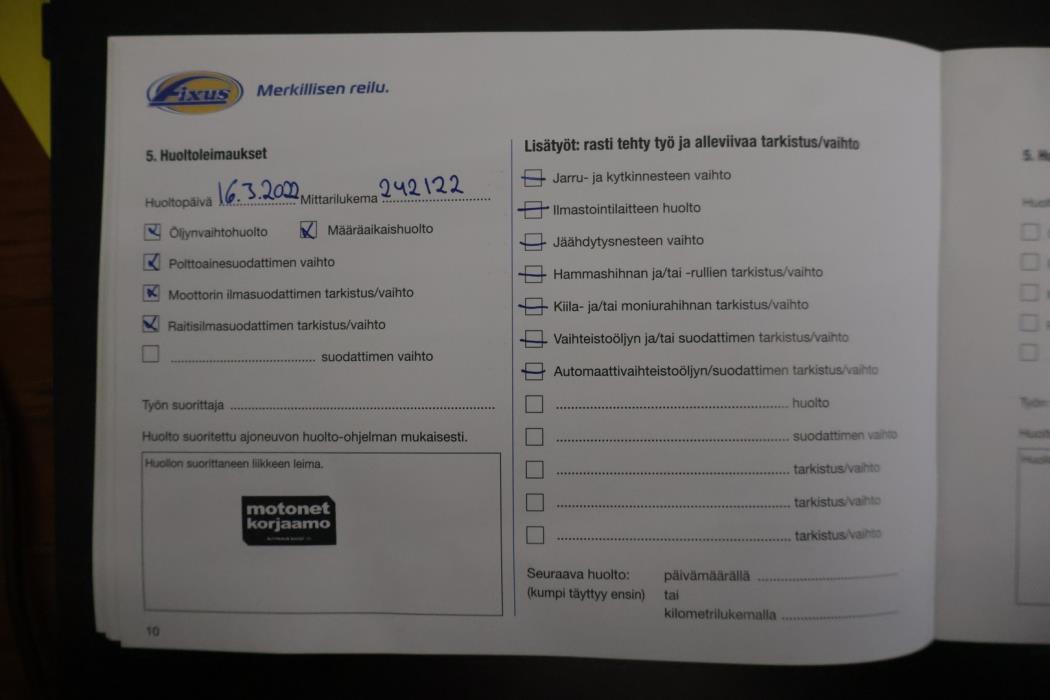 Fixus Merkillisen reilu.
5. Huoltoleimaukset
Huoltopäivä 16.3.2022 Mittarilukema 242122
Öljynvaihtohuolto Määräaikaishuolto
Polttoainesuodattimen vaihto
Moottorin ilmasuodattimen tarkistus/vaihto
Raitisilmasuodattimen tarkistus/vaihto
suodattimen vaihto
Työn suorittaja
Huolto suoritettu ajoneuvon huolto-ohjelman mukaisesti.
Huollon suorittaneen liikkeen leima.
motonet
korjaamo
10
Lisätyöt: rasti tehty työ ja alleviivaa tarkistus/vaihto
Jarru- ja kytkinnesteen vaihto
Ilmastointilaitteen huolto
Jäähdytysnesteen vaihto
Hammashihnan ja/tai -rullien tarkistus/vaihto
Kiila- ja/tai moniurahihnan tarkistus/vaihto
Vaihteistoöljyn ja/tai suodattimen tarkistus/vaihto
Automaattivaihteistoöljyn/suodattimen tarkistus/vaihto
huolto
suodattimen vaihto
tarkistus/vaihto
tarkistus/vaihto
tarkistus/vaihto
Seuraava huolto: päivämäärällä
(kumpi täyttyy ensin) tai
kilometrilukemalla